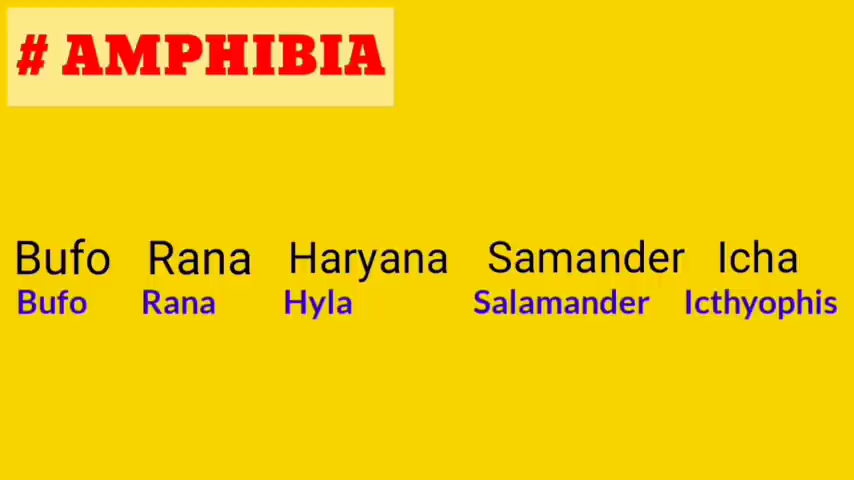 # AMPHIBIA
Bufo Rana Haryana Samander Icha
Bufo Rana Hyla Salamander Icthyophis